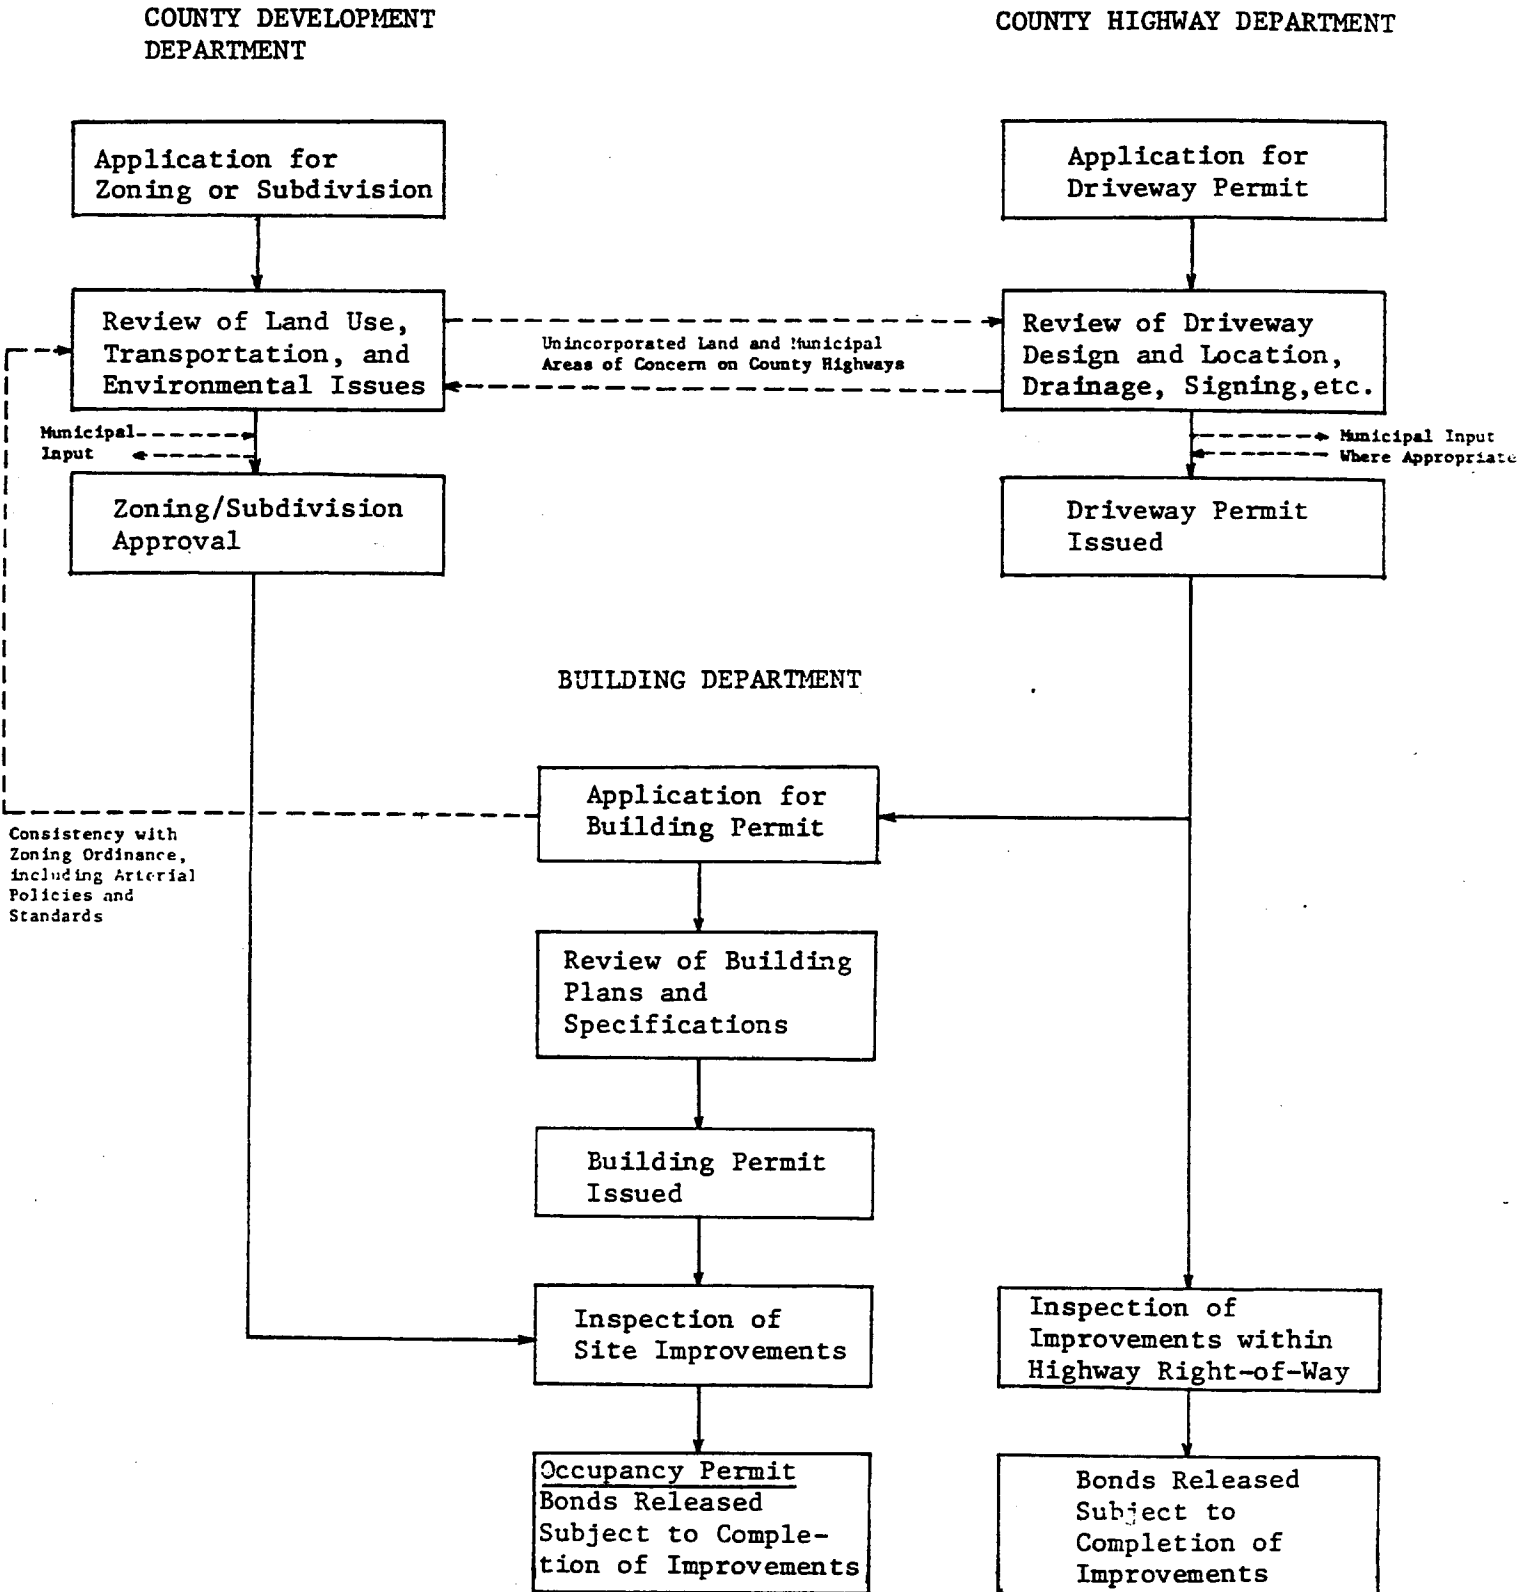 COUNTY DEVELOPMENT
DEPARTMENT
COUNTY HIGHWAY DEPARTMENT
Application for
Zoning or Subdivision
Application for
Driveway Permit
Review of Land Use,
Transportation, and
Environmental Issues
Unincorporated Land and Municipal
Areas of Concern on County Highways
Review of Driveway
Design and Location,
Drainage, Signing,etc.
Municipal
Input
Municipal Input
Where Appropriate
Zoning/Subdivision
Approval
Driveway Permit
Issued
BUILDING DEPARTMENT
Application for
Building Permit
Consistency with
Zoning Ordinance,
including Arterial
Policies and
Standards
Review of Building
Plans and
Specifications
Building Permit
Issued
Inspection of
Site Improvements
Inspection of
Improvements within
Highway Right-of-Way
Occupancy Permit
Bonds Released
Subject to Comple-
tion of Improvements
Bonds Released
Subject to
Completion of
Improvements